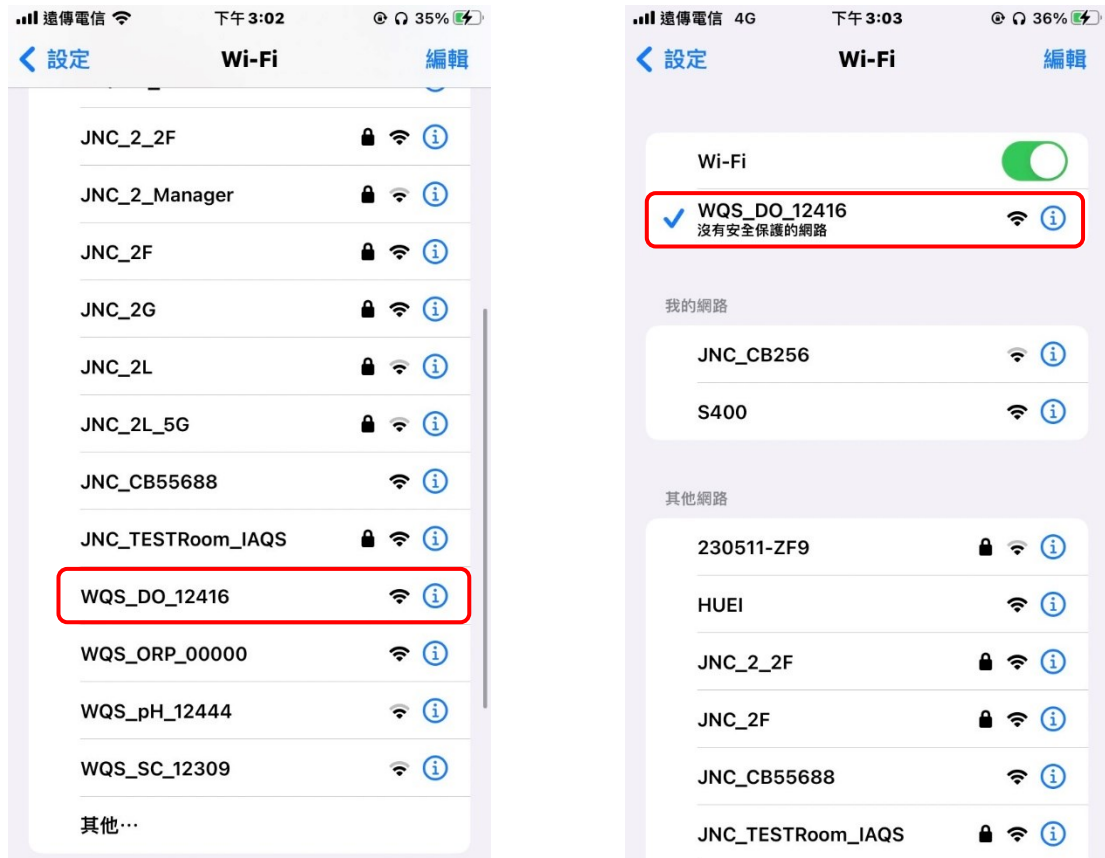 遠傳電信 下午 3:02 35%
設定 Wi-Fi 編輯
JNC_2_2F
JNC_2_Manager
JNC_2F
JNC_2G
JNC_2L
JNC_2L_5G
JNC_CB55688
JNC_TESTRoom_IAQS
WQS_DO_12416
WQS_ORP_00000
WQS_pH_12444
WQS_SC_12309
其他…
遠傳電信 4G 下午 3:03 36%
設定 Wi-Fi 編輯
Wi-Fi
WQS_DO_12416
沒有安全保護的網路
我的網路
JNC_CB256
S400
其他網路
230511-ZF9
HUEI
JNC_2_2F
JNC_2F
JNC_CB55688
JNC_TESTRoom_IAQS